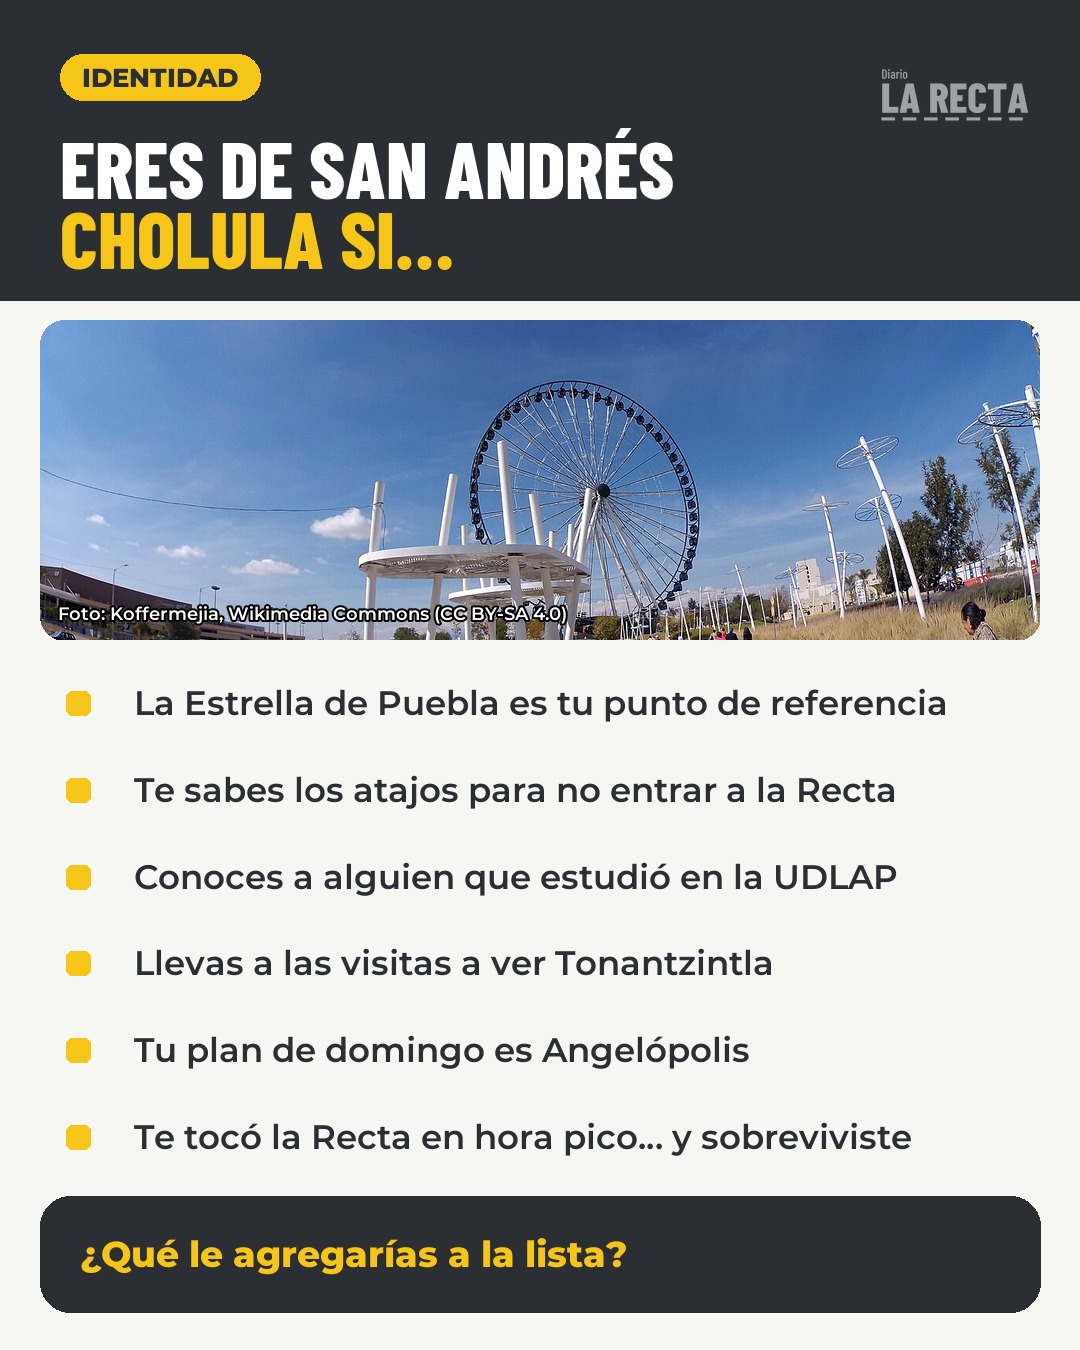 IDENTIDAD
Diario
LA RECTA
ERES DE SAN ANDRÉS
CHOLULA SI...
Foto: Koffermejia, Wikimedia Commons (CC BY-SA 4.0)
La Estrella de Puebla es tu punto de referencia
Te sabes los atajos para no entrar a la Recta
Conoces a alguien que estudió en la UDLAP
Llevas a las visitas a ver Tonantzintla
Tu plan de domingo es Angelópolis
Te tocó la Recta en hora pico... y sobreviviste
¿Qué le agregarías a la lista?